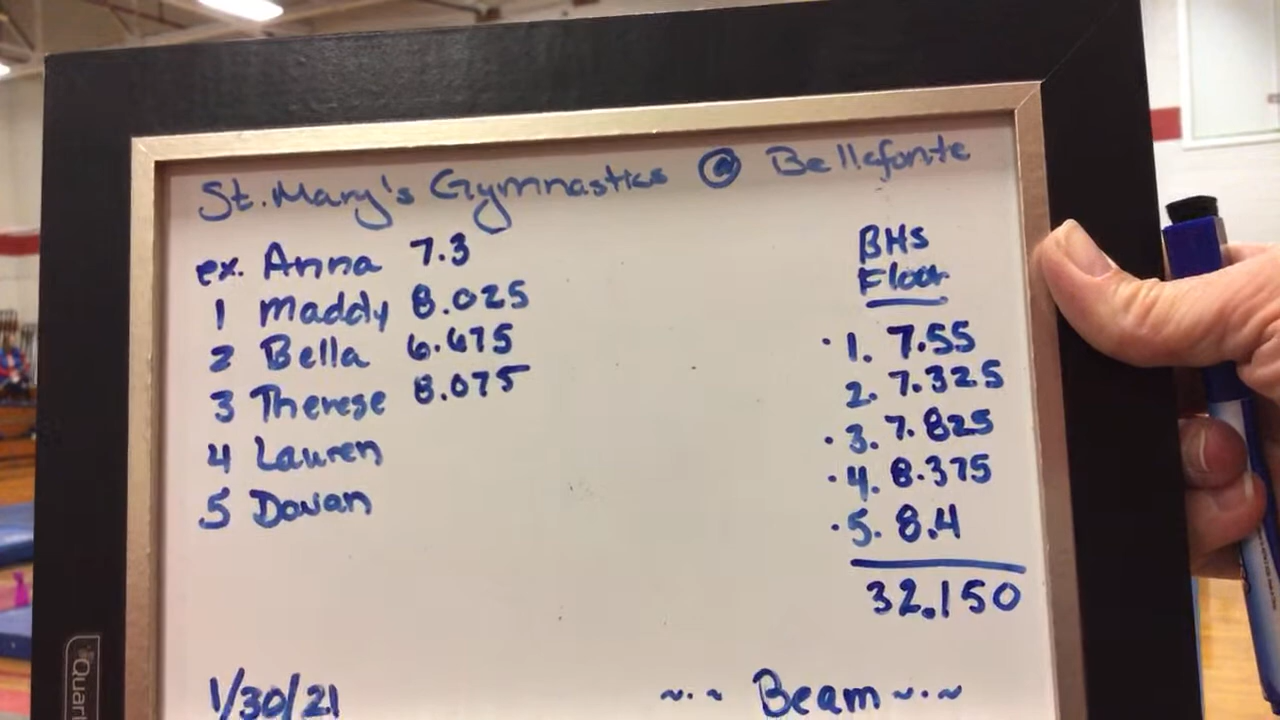 St. Mary's Gymnastics @ Bellefonte
ex. Anna 7.3
1 Maddy 8.025
2 Bella 6.675
3 Therese 8.075
4 Lauren
5 Dovan
BHS
Floor
· 1. 7.55
2. 7.325
· 3. 7.825
· 4. 8.375
· 5. 8.4
32.150
1/30/21
~·~ Beam ~·~
Quar